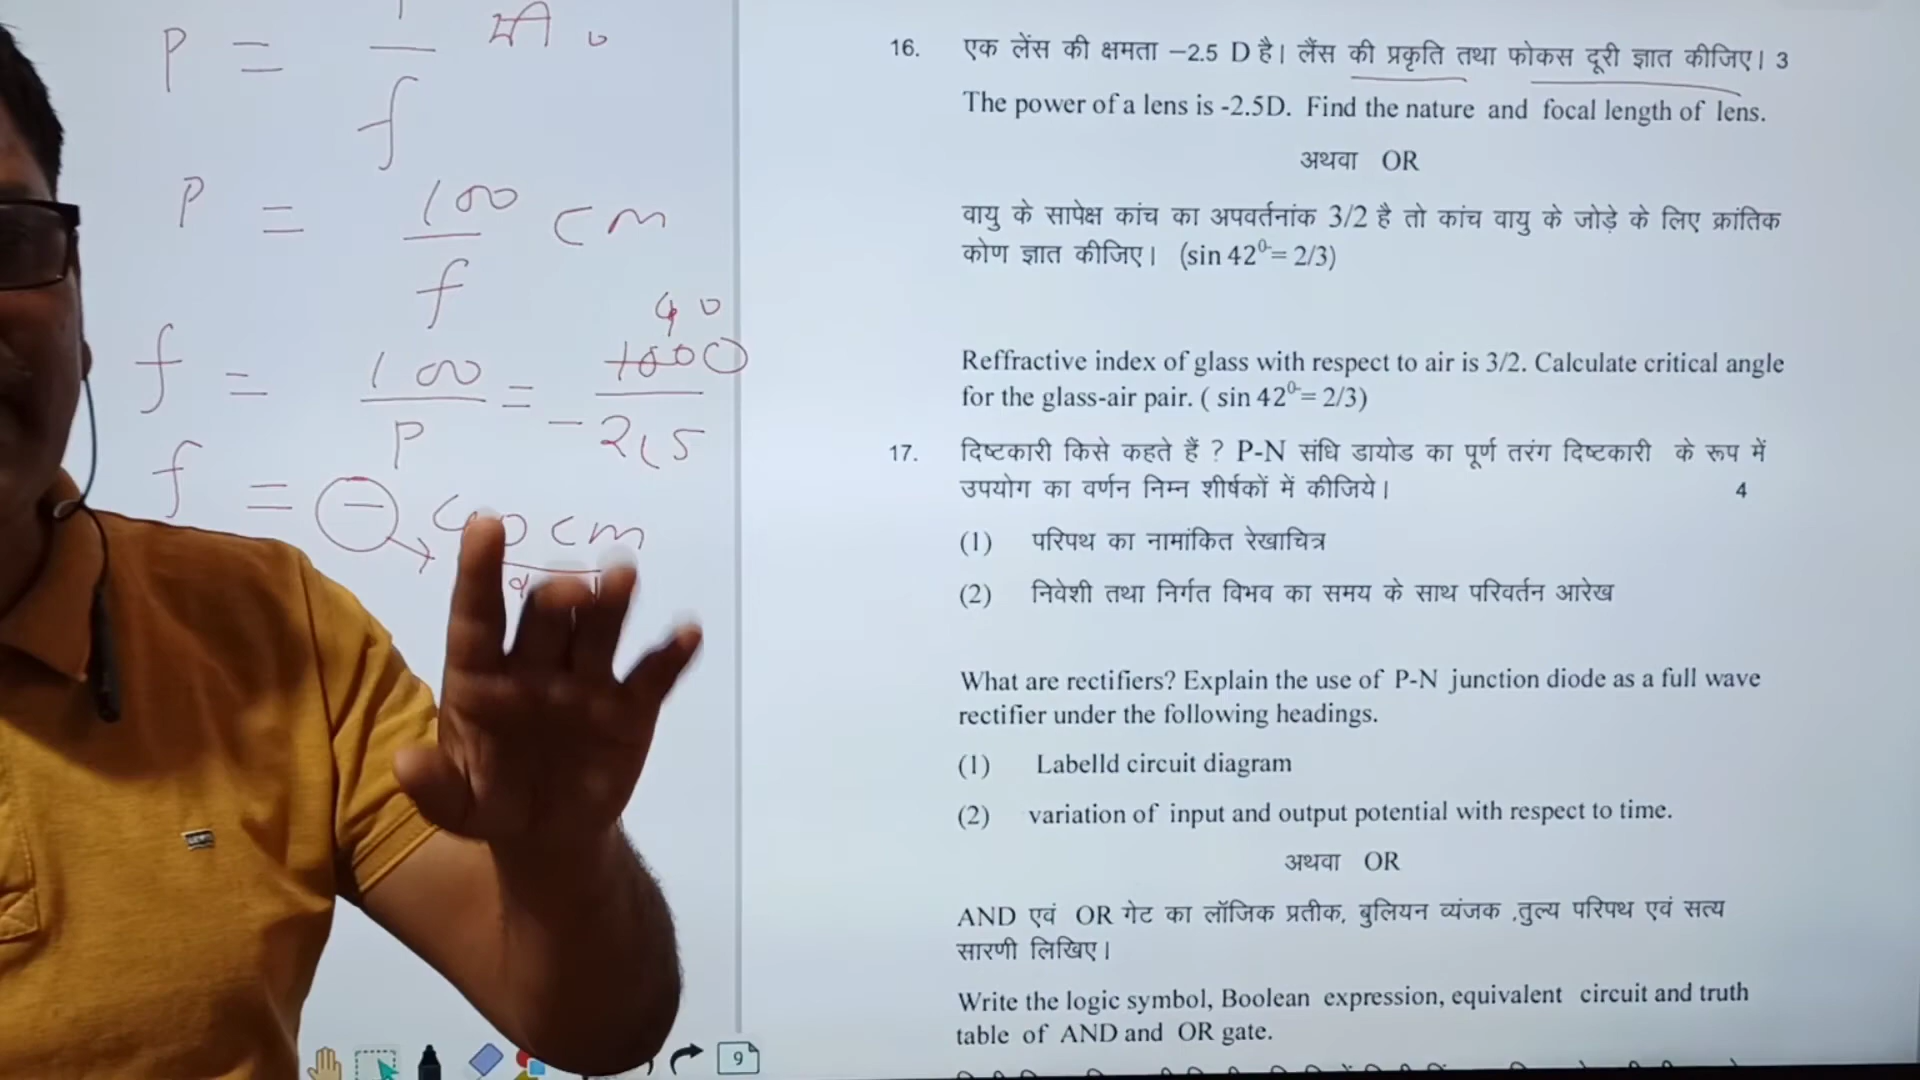 P = 1/f मी०
P = 100/f cm
f = 100/P = 1000/-2.5
40
f = - 40 cm
16. एक लेंस की क्षमता –2.5 D है। लैंस की प्रकृति तथा फोकस दूरी ज्ञात कीजिए। 3
The power of a lens is -2.5D. Find the nature and focal length of lens.
अथवा OR
वायु के सापेक्ष कांच का अपवर्तनांक 3/2 है तो कांच वायु के जोड़े के लिए क्रांतिक
कोण ज्ञात कीजिए। (sin 42⁰= 2/3)
Reffractive index of glass with respect to air is 3/2. Calculate critical angle
for the glass-air pair. ( sin 42⁰= 2/3)
17. दिष्टकारी किसे कहते हैं ? P-N संधि डायोड का पूर्ण तरंग दिष्टकारी के रूप में
उपयोग का वर्णन निम्न शीर्षकों में कीजिये। 4
(1) परिपथ का नामांकित रेखाचित्र
(2) निवेशी तथा निर्गत विभव का समय के साथ परिवर्तन आरेख
What are rectifiers? Explain the use of P-N junction diode as a full wave
rectifier under the following headings.
(1) Labelld circuit diagram
(2) variation of input and output potential with respect to time.
अथवा OR
AND एवं OR गेट का लॉजिक प्रतीक, बुलियन व्यंजक ,तुल्य परिपथ एवं सत्य
सारणी लिखिए।
Write the logic symbol, Boolean expression, equivalent circuit and truth
table of AND and OR gate.
9